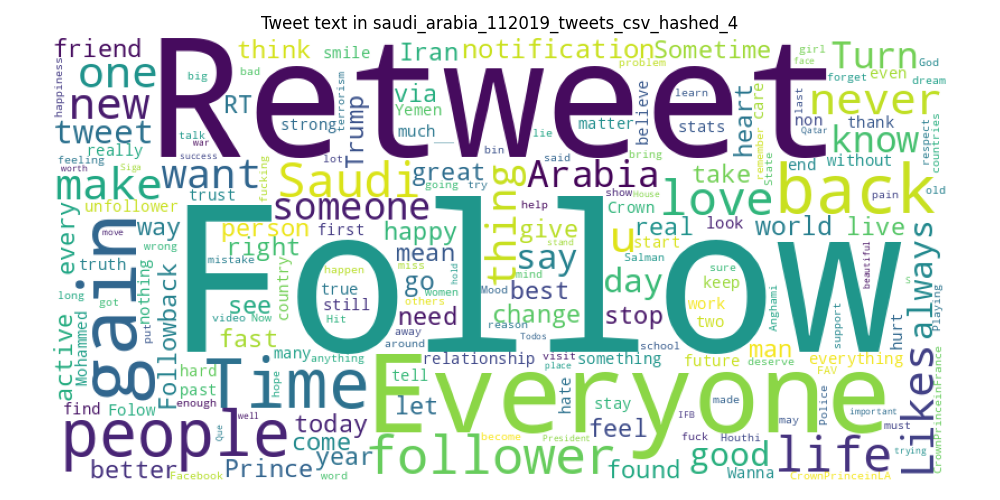 Tweet text in saudi_arabia_112019_tweets_csv_hashed_4
friend
think
smile
Iran
notification
Sometime
girl
Turn
God
happiness
one
big
bad
Retweet
problem
face
forget
even
dream
new
RT
terrorism
Trump
via
Yemen
learn
believe
heart
remember
Care
last
never
tweet
strong
much
matter
stats
non
thank
know
respect
countries
really
talk
war
lie
Qatar
feeling
success
lot
bin
said
bring
State
end
without
worth
Siga
want
fucking
Saudi
great
going
try
Arabia
show
House
take
love
back
pain
old
make
trust
unfollower
someone
thing
help
Crown
person
first
happy
give
u
real
look
world
live
move
way
wrong
right
mean
say
start
beautiful
always
every
gain
truth
mistake
happen
miss
go
hold
stand
Salman
sure
day
keep
s
active
long
Mohammed
nothing
Followback
country
true
others
women
mind
Mood
best
work
two
Anghami
support
Playing
got
put
see
video
Now
Hit
still
need
reason
change
stop
hurt
fast
Follow
away
around
Todos
school
many
anything
relationship
visit
place
something
future
man
deserve
everything
FAV
hard
past
Time
hope
tell
Everyone
hate
Likes
CrownPrinceinFrance
find
Folow
enough
well
let
stay
made
IFB
may
Police
important
must
people
Que
today
come
become
feel
fuck
Houthi
trying
better
Facebook
Prince
year
word
follower
President
found
good
Wanna
life
CrownPrinceinLA